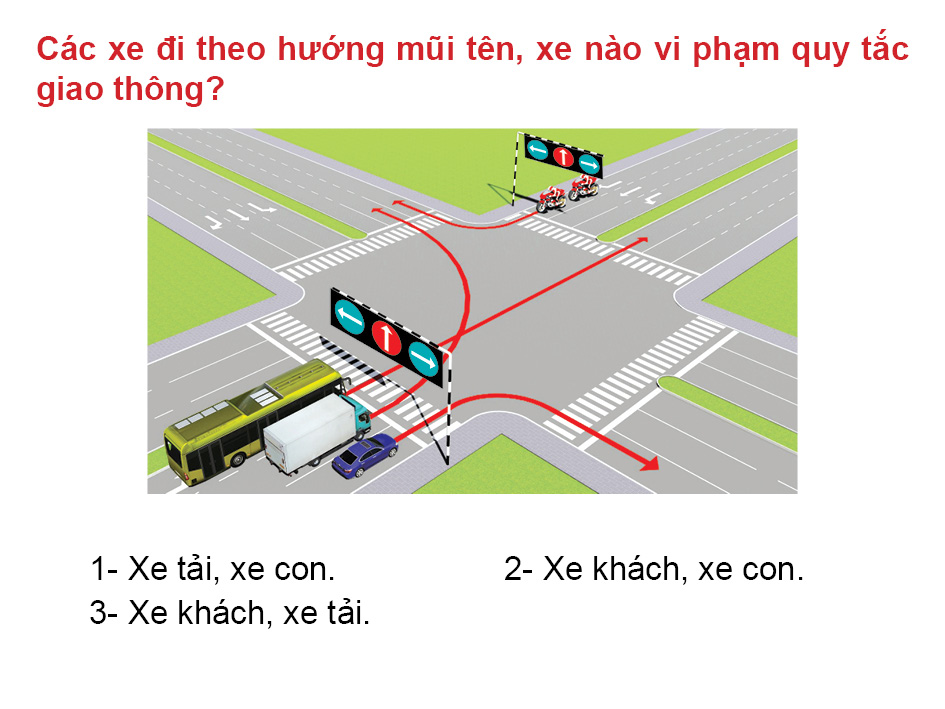 Các xe đi theo hướng mũi tên, xe nào vi phạm quy tắc
giao thông?
1- Xe tải, xe con. 2- Xe khách, xe con.
3- Xe khách, xe tải.